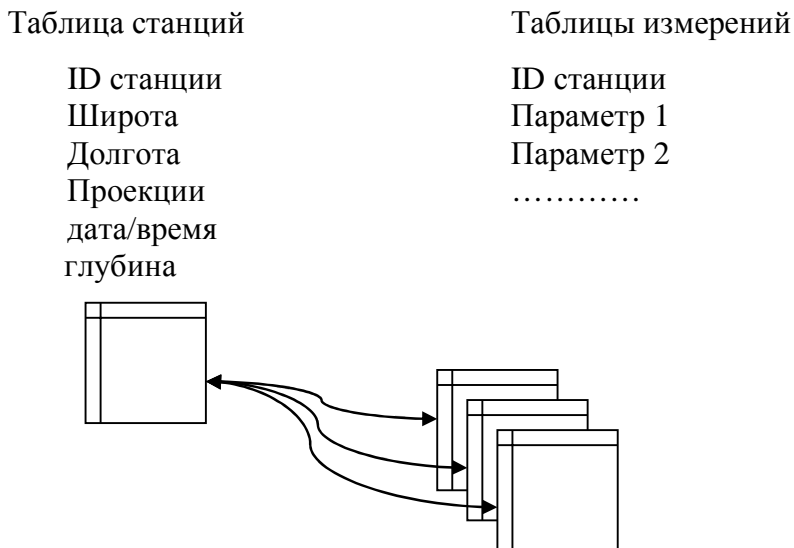 Таблица станций
ID станции
Широта
Долгота
Проекции
дата/время
глубина
Таблицы измерений
ID станции
Параметр 1
Параметр 2
…………